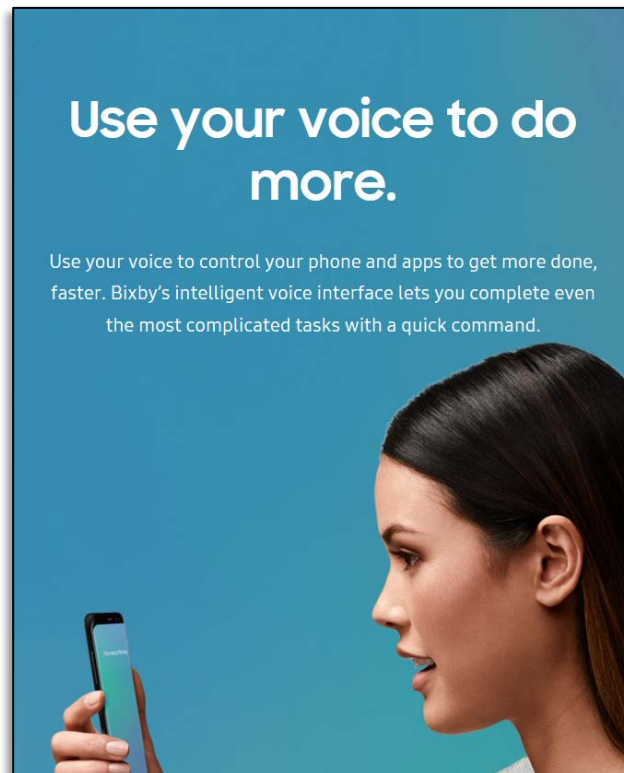 Use your voice to do
more.
Use your voice to control your phone and apps to get more done,
faster. Bixby's intelligent voice interface lets you complete even
the most complicated tasks with a quick command.